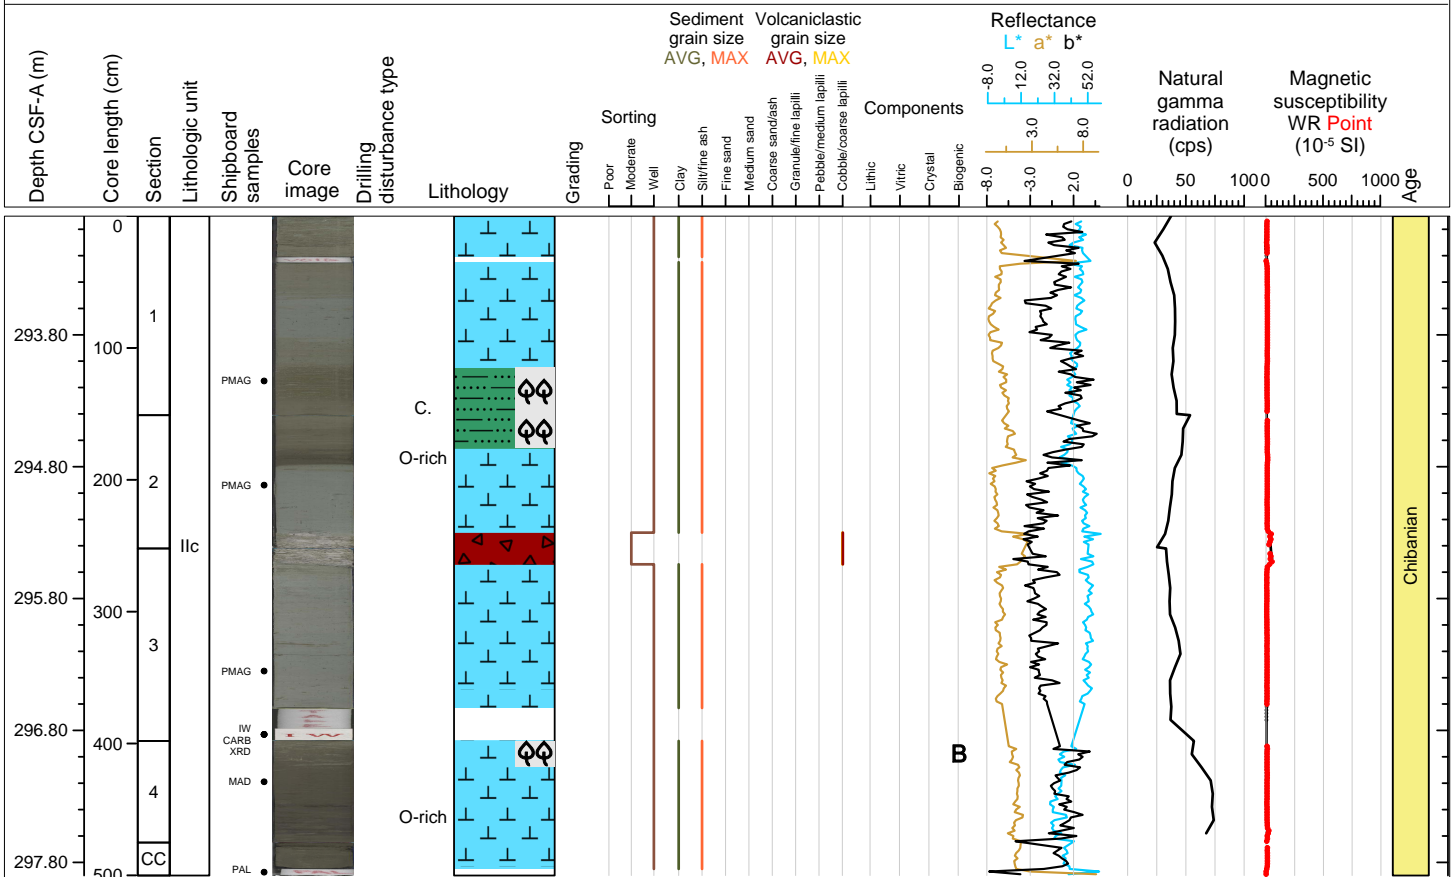 Depth CSF-A (m)
Core length (cm)
Section
Lithologic unit
Shipboard
samples
Core
image
Drilling
disturbance type
Lithology
Grading
Sorting
Poor
Moderate
Well
Sediment
grain size
AVG, MAX
Volcaniclastic
grain size
AVG, MAX
Clay
Silt/fine ash
Fine sand
Medium sand
Coarse sand/ash
Granule/fine lapilli
Pebble/medium lapilli
Cobble/coarse lapilli
Components
Lithic
Vitric
Crystal
Biogenic
Reflectance
L* a* b*
-8.0 12.0 32.0 52.0
3.0 8.0
-8.0 -3.0 2.0
Natural
gamma
radiation
(cps)
0 50 100
Magnetic
susceptibility
WR Point
(10-5 SI)
0 500 1000
Age
0
1
293.80
100
PMAG
C.
294.80
O-rich
200
2
PMAG
IIc
Chibanian
295.80
300
3
PMAG
296.80
IW
400
CARB
XRD
B
MAD
4
O-rich
297.80
CC
PAL
500